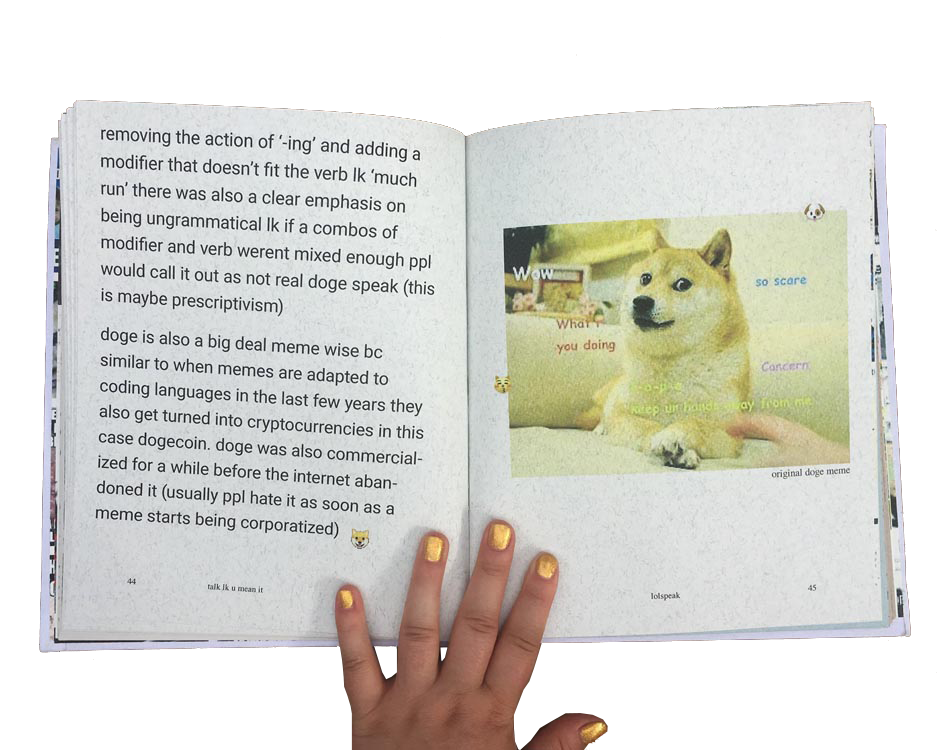 removing the action of ‘-ing’ and adding a
modifier that doesn’t fit the verb lk ‘much
run’ there was also a clear emphasis on
being ungrammatical lk if a combos of
modifier and verb werent mixed enough ppl
would call it out as not real doge speak (this
is maybe prescriptivism)
doge is also a big deal meme wise bc
similar to when memes are adapted to
coding languages in the last few years they
also get turned into cryptocurrencies in this
case dogecoin. doge was also commercial-
ized for a while before the internet aban-
doned it (usually ppl hate it as soon as a
meme starts being corporatized)
44
talk lk u mean it
Wow
so scare
What r
you doing
Concern
keep ur hands away from me
original doge meme
lolspeak
45